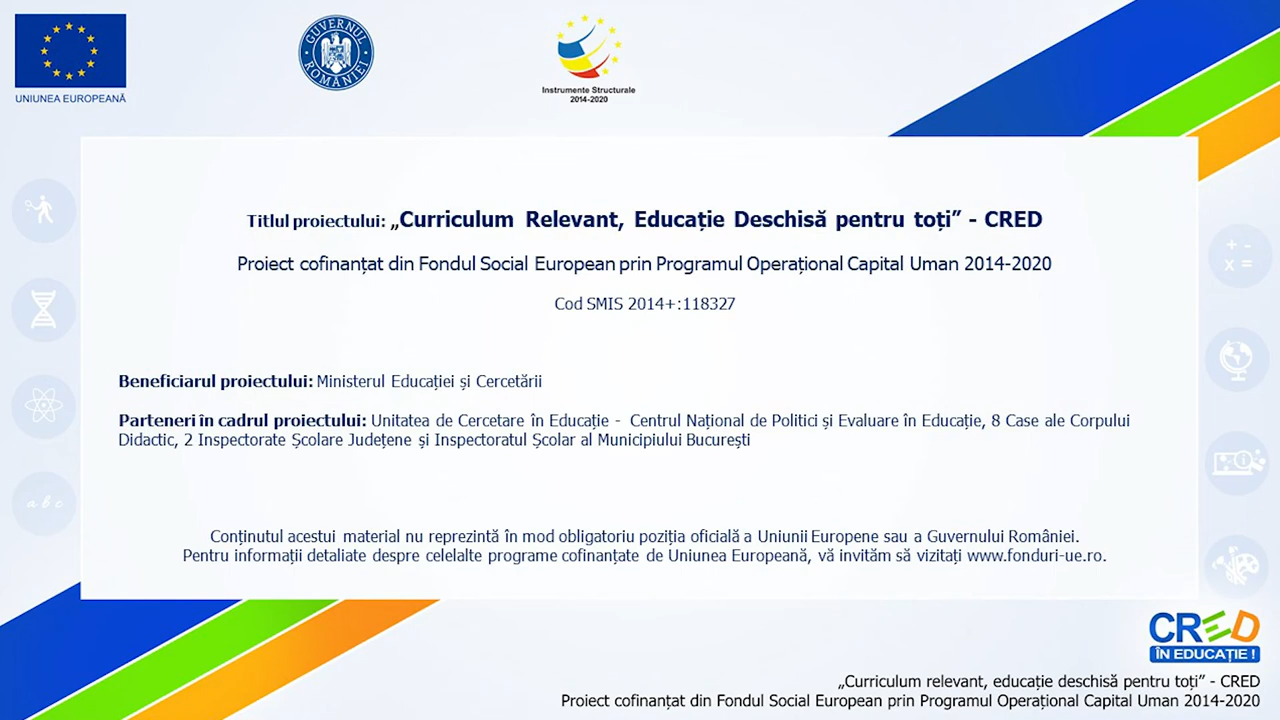 UNIUNEA EUROPEANĂ
GUVERNUL ROMÂNIEI
Instrumente Structurale
2014-2020
Titlul proiectului: „Curriculum Relevant, Educație Deschisă pentru toți” - CRED
Proiect cofinanțat din Fondul Social European prin Programul Operațional Capital Uman 2014-2020
Cod SMIS 2014+:118327
Beneficiarul proiectului: Ministerul Educației și Cercetării
Parteneri în cadrul proiectului: Unitatea de Cercetare în Educație - Centrul Național de Politici și Evaluare în Educație, 8 Case ale Corpului
Didactic, 2 Inspectorate Școlare Județene și Inspectoratul Școlar al Municipiului București
a b c
+ -
x =
Conținutul acestui material nu reprezintă în mod obligatoriu poziția oficială a Uniunii Europene sau a Guvernului României.
Pentru informații detaliate despre celelalte programe cofinanțate de Uniunea Europeană, vă invităm să vizitați www.fonduri-ue.ro.
CRED
ÎN EDUCAȚIE !
„Curriculum relevant, educație deschisă pentru toți” - CRED
Proiect cofinanțat din Fondul Social European prin Programul Operațional Capital Uman 2014-2020